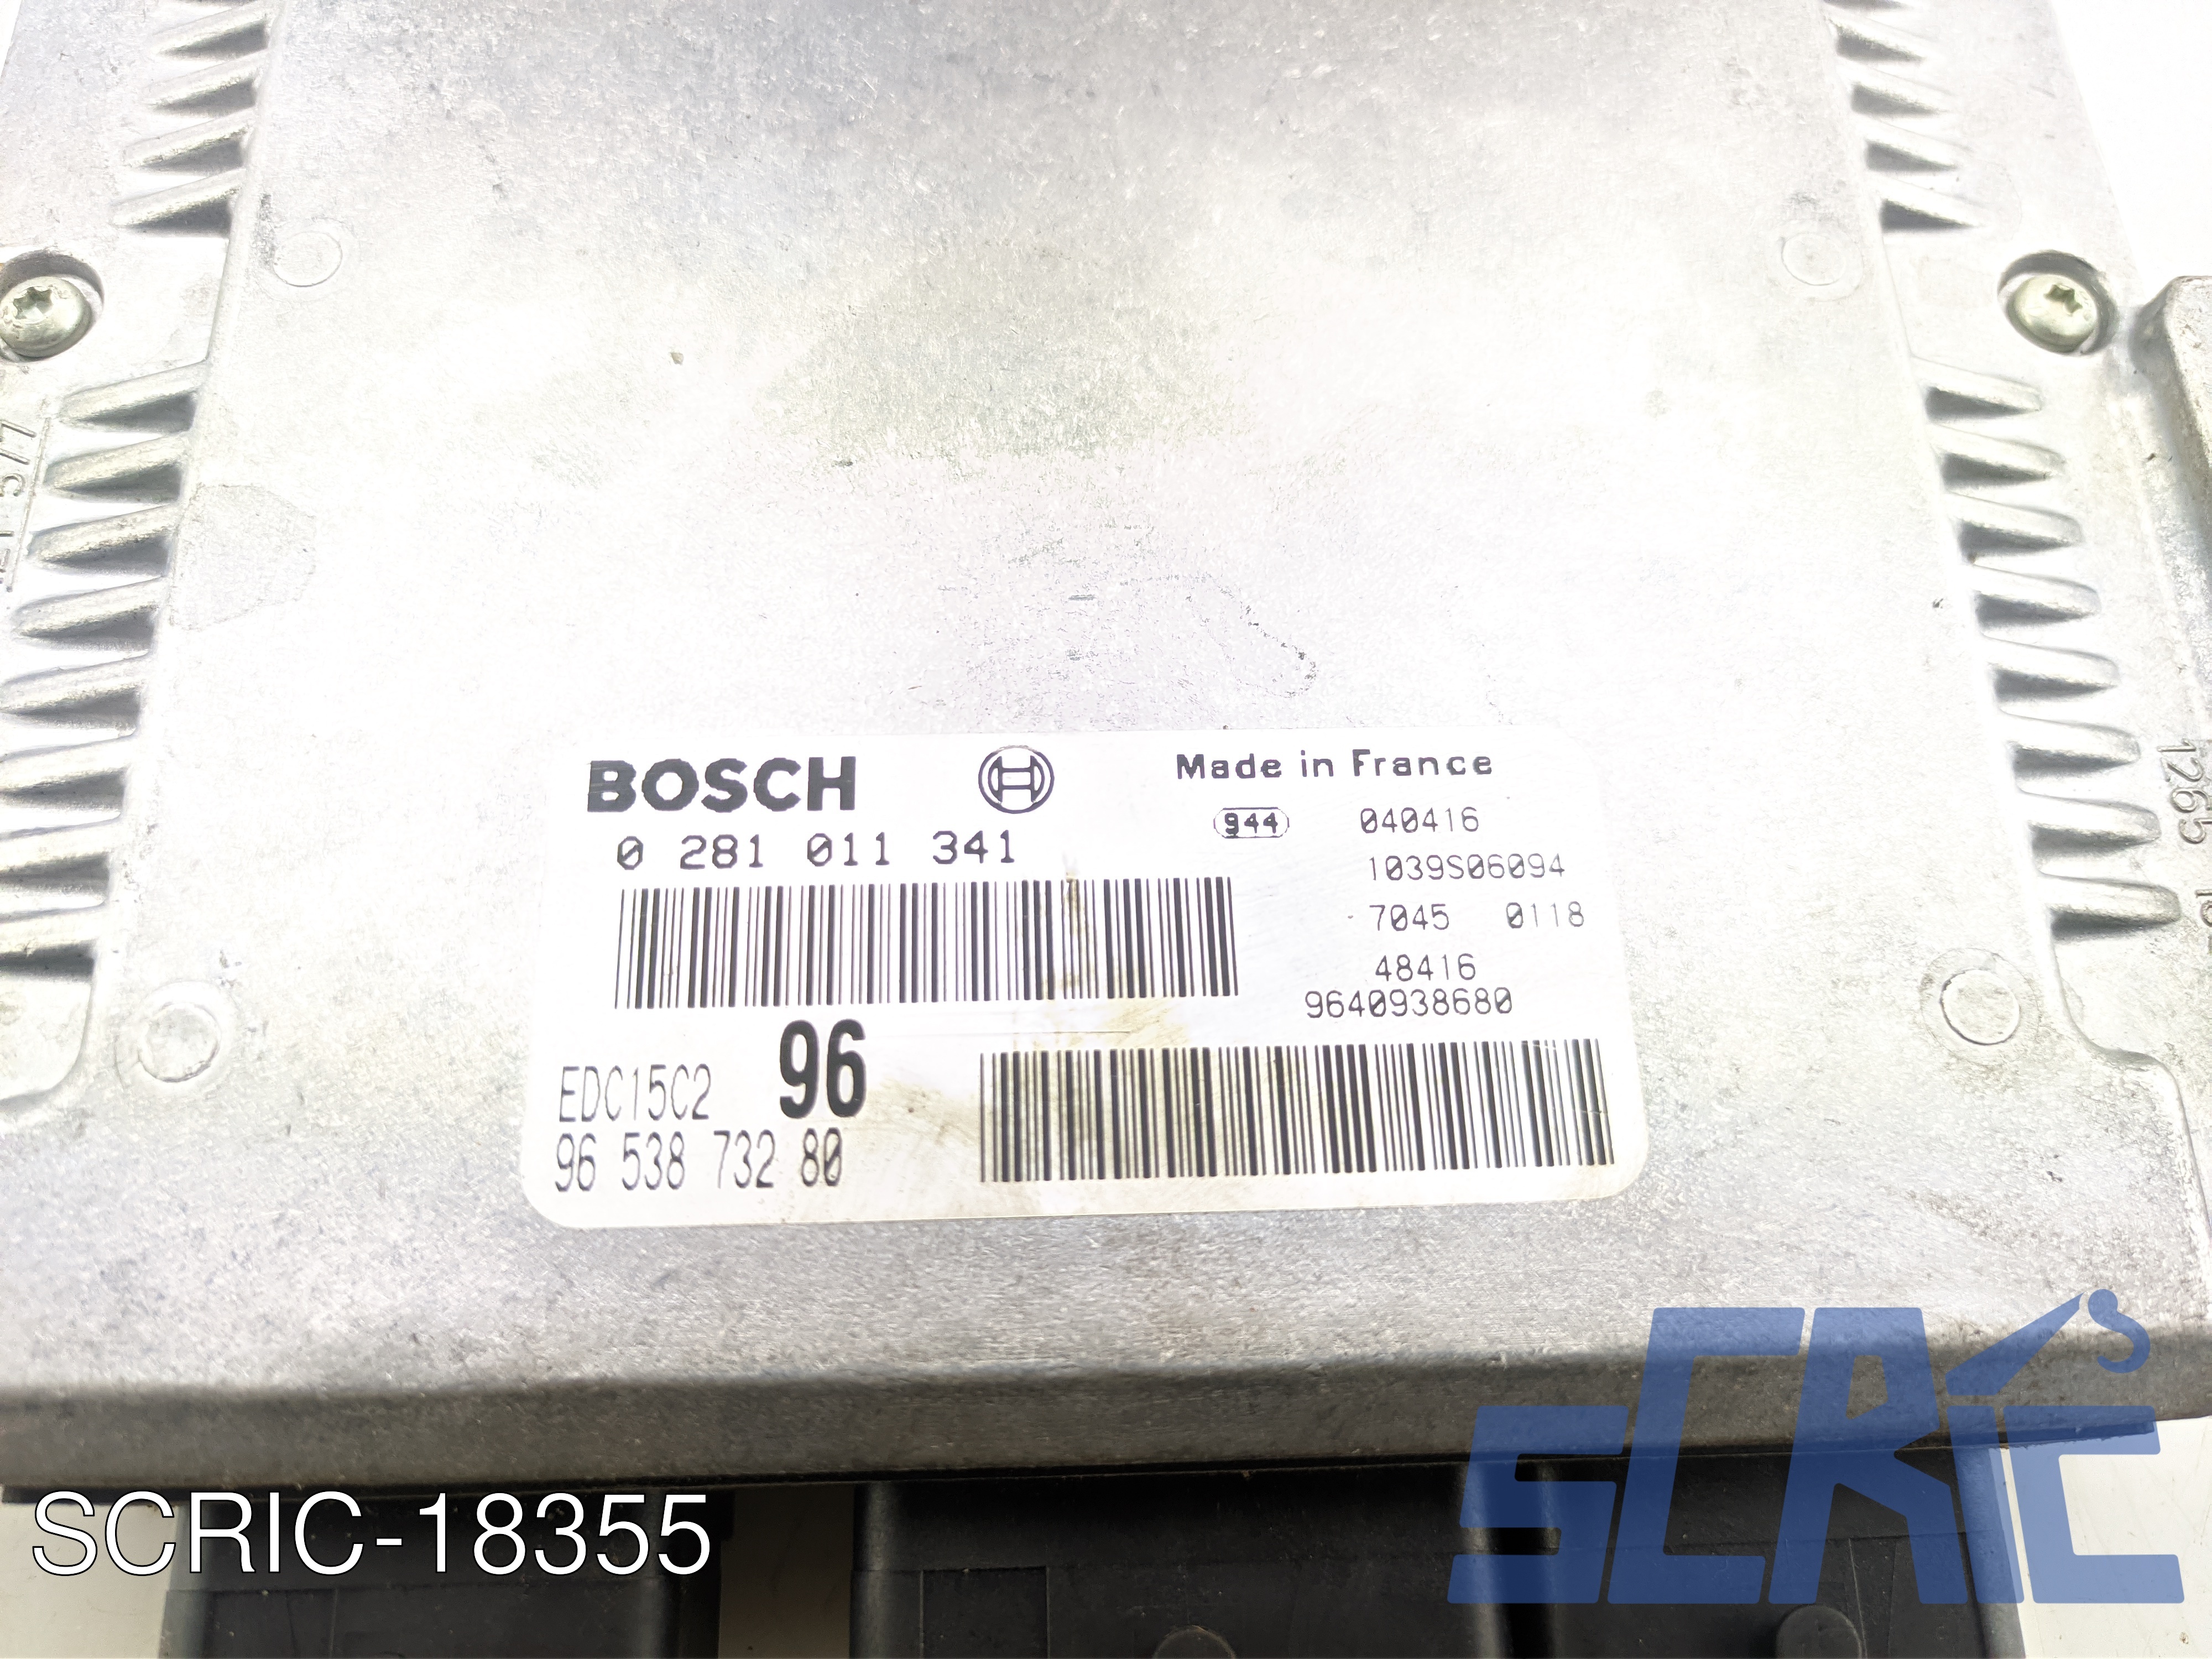 BOSCH
Made in France
0 281 011 341
944 040416
1039S06094
7045 0118
48416
9640938680
EDC15C2 96
96 538 732 80
1265
SCRIC-18355
SCRIC